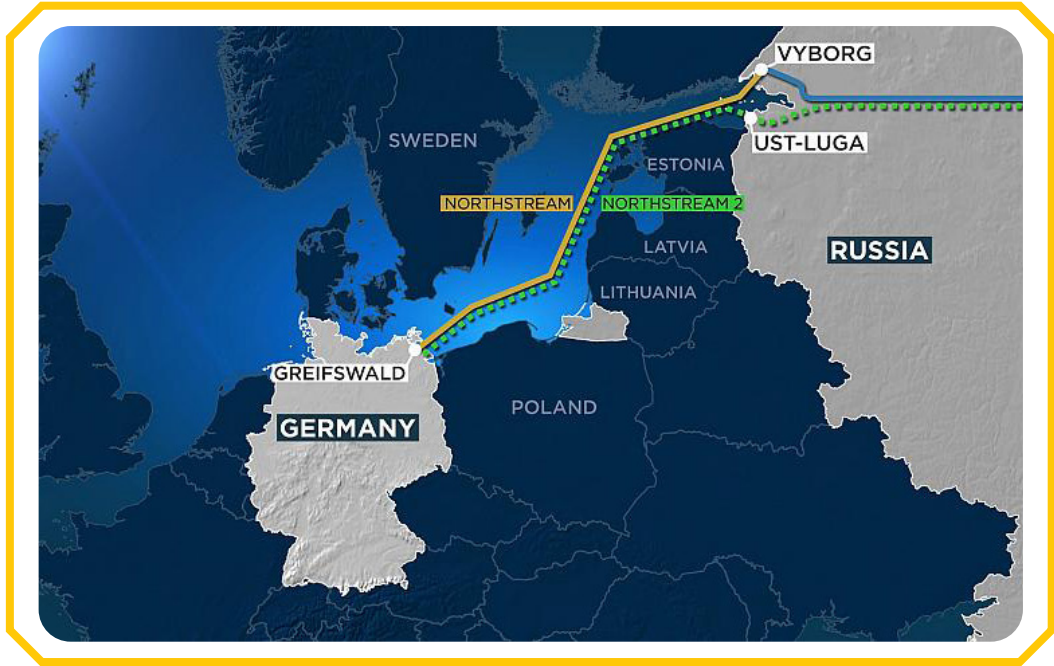 VYBORG
SWEDEN
UST-LUGA
ESTONIA
NORTHSTREAM
NORTHSTREAM 2
LATVIA
RUSSIA
LITHUANIA
GREIFSWALD
POLAND
GERMANY